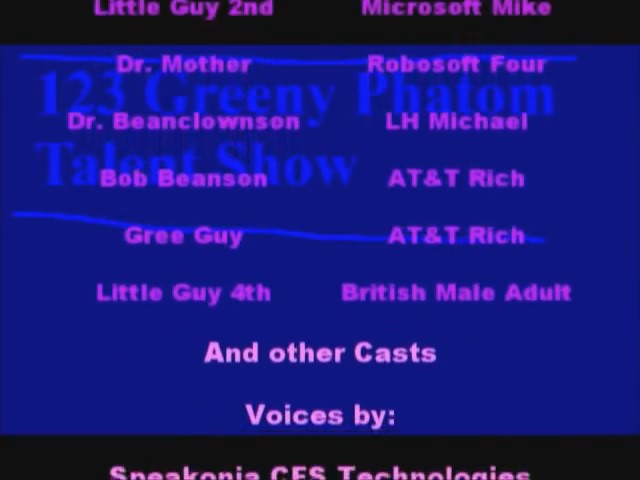 Little Guy 2nd Microsoft Mike
Dr. Mother Robosoft Four
123 Greeny Phatom
Dr. Beanclownson LH Michael
Talent Show
Bob Beanson AT&T Rich
Gree Guy AT&T Rich
Little Guy 4th British Male Adult
And other Casts
Voices by:
Speakonia CFS Technologies